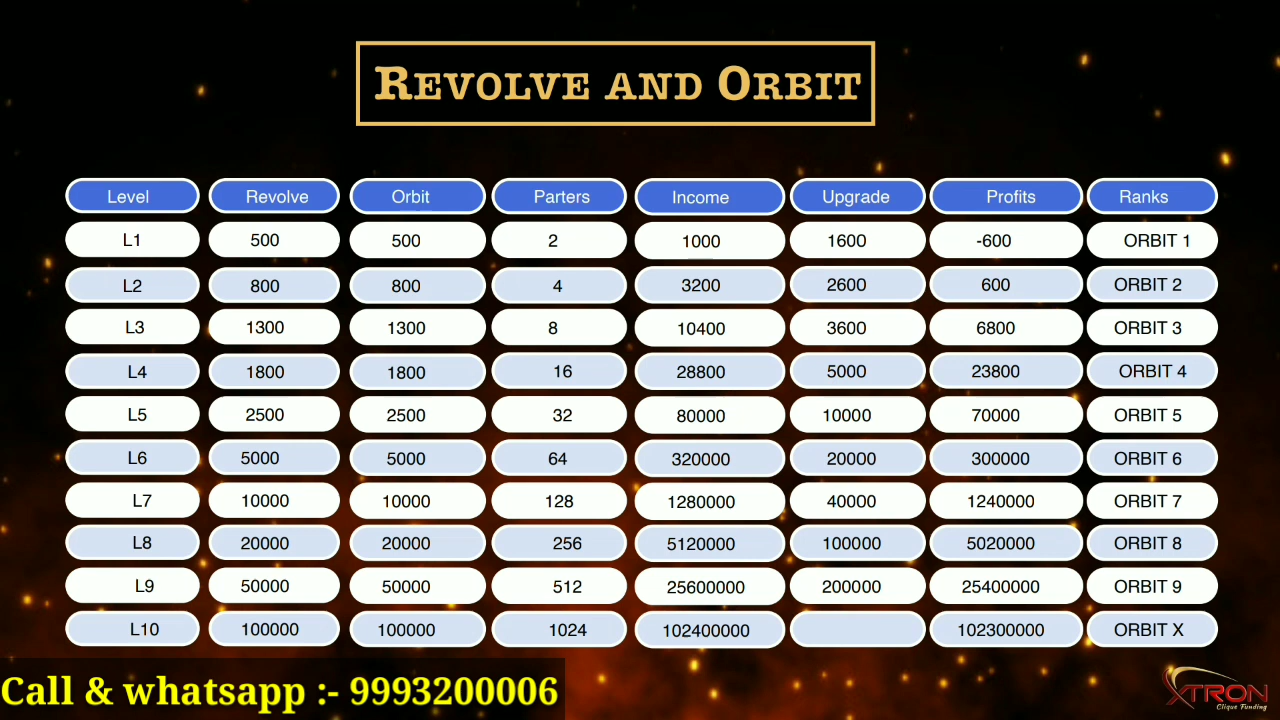 REVOLVE AND ORBIT
Level Revolve Orbit Parters Income Upgrade Profits Ranks
L1 500 500 2 1000 1600 -600 ORBIT 1
L2 800 800 4 3200 2600 600 ORBIT 2
L3 1300 1300 8 10400 3600 6800 ORBIT 3
L4 1800 1800 16 28800 5000 23800 ORBIT 4
L5 2500 2500 32 80000 10000 70000 ORBIT 5
L6 5000 5000 64 320000 20000 300000 ORBIT 6
L7 10000 10000 128 1280000 40000 1240000 ORBIT 7
L8 20000 20000 256 5120000 100000 5020000 ORBIT 8
L9 50000 50000 512 25600000 200000 25400000 ORBIT 9
L10 100000 100000 1024 102400000 102300000 ORBIT X
Call & whatsapp :- 9993200006
XTRON
Clique Funding